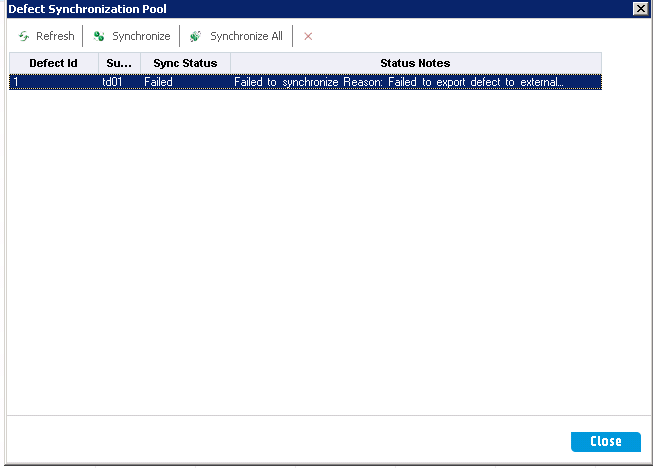 Defect Synchronization Pool
Refresh Synchronize Synchronize All
Defect Id Su... Sync Status Status Notes
1 td01 Failed Failed to synchronize Reason: Failed to export defect to external...
Close